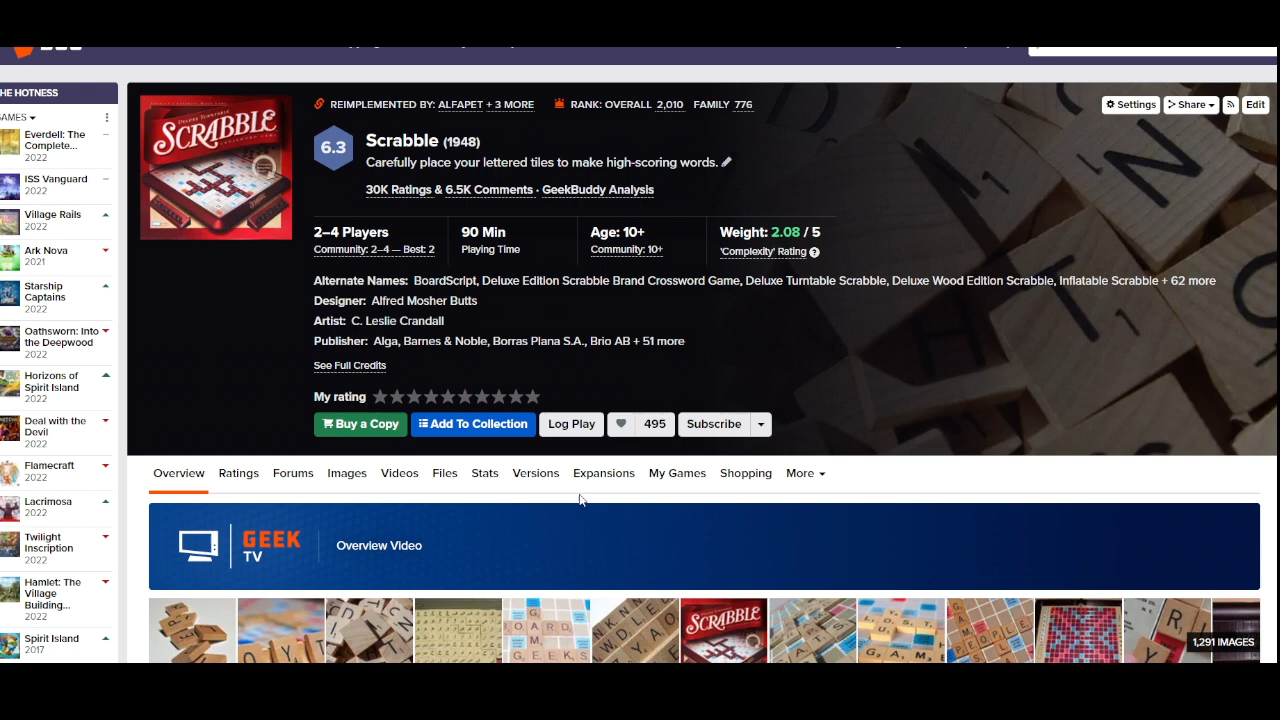 THE HOTNESS
GAMES
Everdell: The
Complete...
2022
ISS Vanguard
2022
Village Rails
2022
Ark Nova
2021
Starship
Captains
2022
Oathsworn: Into
the Deepwood
2022
Horizons of
Spirit Island
2022
Deal with the
Devil
2022
Flamecraft
2022
Lacrimosa
2022
Twilight
Inscription
2022
Hamlet: The
Village
Building...
2022
Spirit Island
2017
SCRABBLE
REIMPLEMENTED BY: ALFAPET + 3 MORE RANK: OVERALL 2,010 FAMILY 776
Settings Share Edit
6.3
Scrabble (1948)
Carefully place your lettered tiles to make high-scoring words.
30K Ratings & 6.5K Comments · GeekBuddy Analysis
2–4 Players 90 Min Age: 10+ Weight: 2.08 / 5
Community: 2–4 — Best: 2 Playing Time Community: 10+ 'Complexity' Rating
Alternate Names: BoardScript, Deluxe Edition Scrabble Brand Crossword Game, Deluxe Turntable Scrabble, Deluxe Wood Edition Scrabble, Inflatable Scrabble + 62 more
Designer: Alfred Mosher Butts
Artist: C. Leslie Crandall
Publisher: Alga, Barnes & Noble, Borras Plana S.A., Brio AB + 51 more
See Full Credits
My rating
Buy a Copy Add To Collection Log Play 495 Subscribe
Overview Ratings Forums Images Videos Files Stats Versions Expansions My Games Shopping More
GEEK
TV
Overview Video
SCRABBLE
1,291 IMAGES